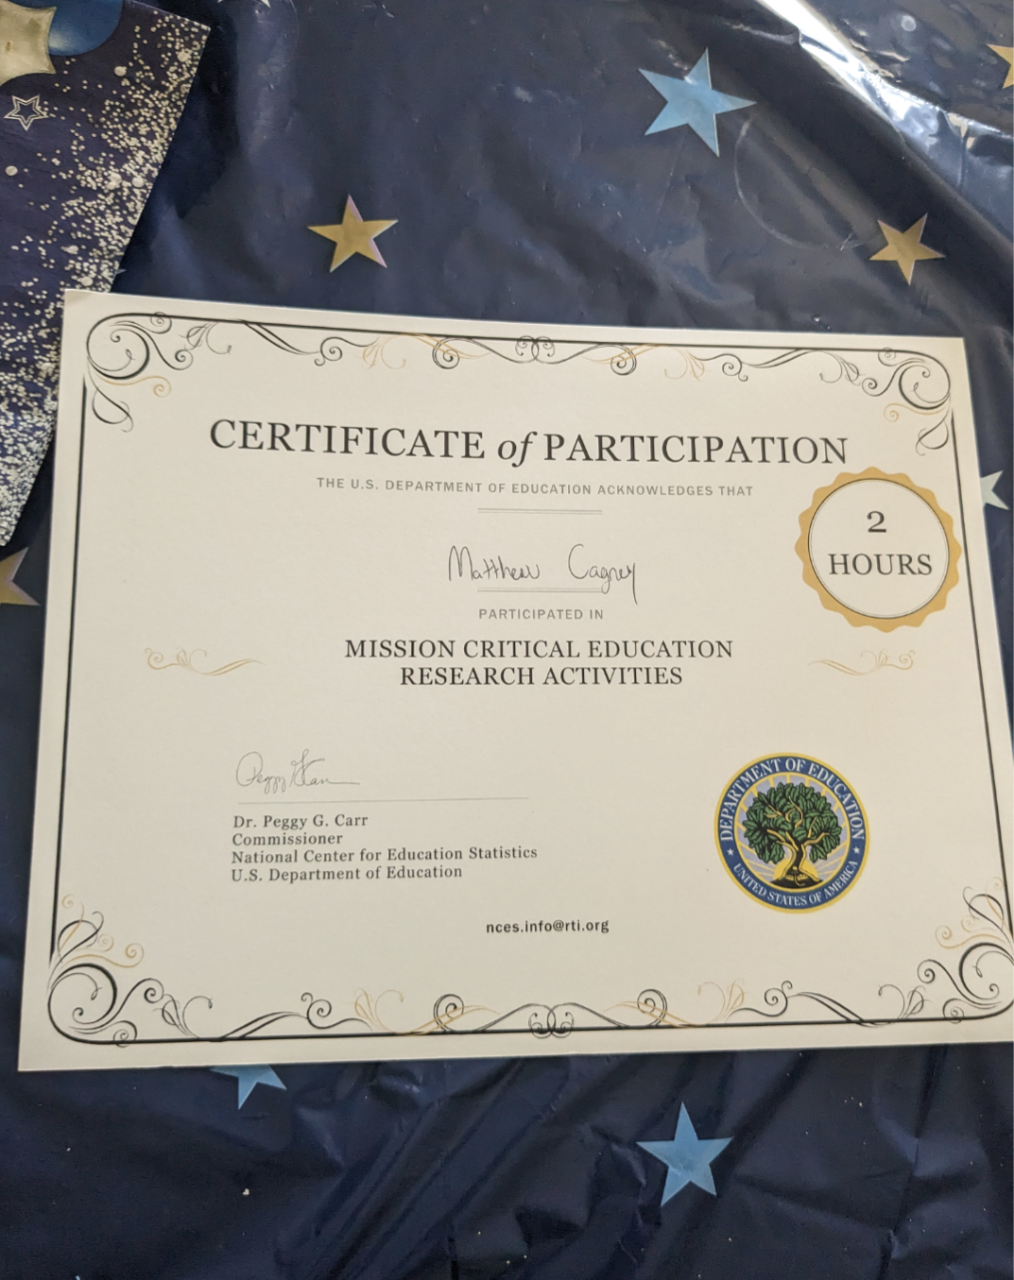 CERTIFICATE of PARTICIPATION
THE U.S. DEPARTMENT OF EDUCATION ACKNOWLEDGES THAT
2
HOURS
Matthew Cagney
PARTICIPATED IN
MISSION CRITICAL EDUCATION
RESEARCH ACTIVITIES
Peggy G Carr
Dr. Peggy G. Carr
Commissioner
National Center for Education Statistics
U.S. Department of Education
DEPARTMENT OF EDUCATION
UNITED STATES OF AMERICA
nces.info@rti.org